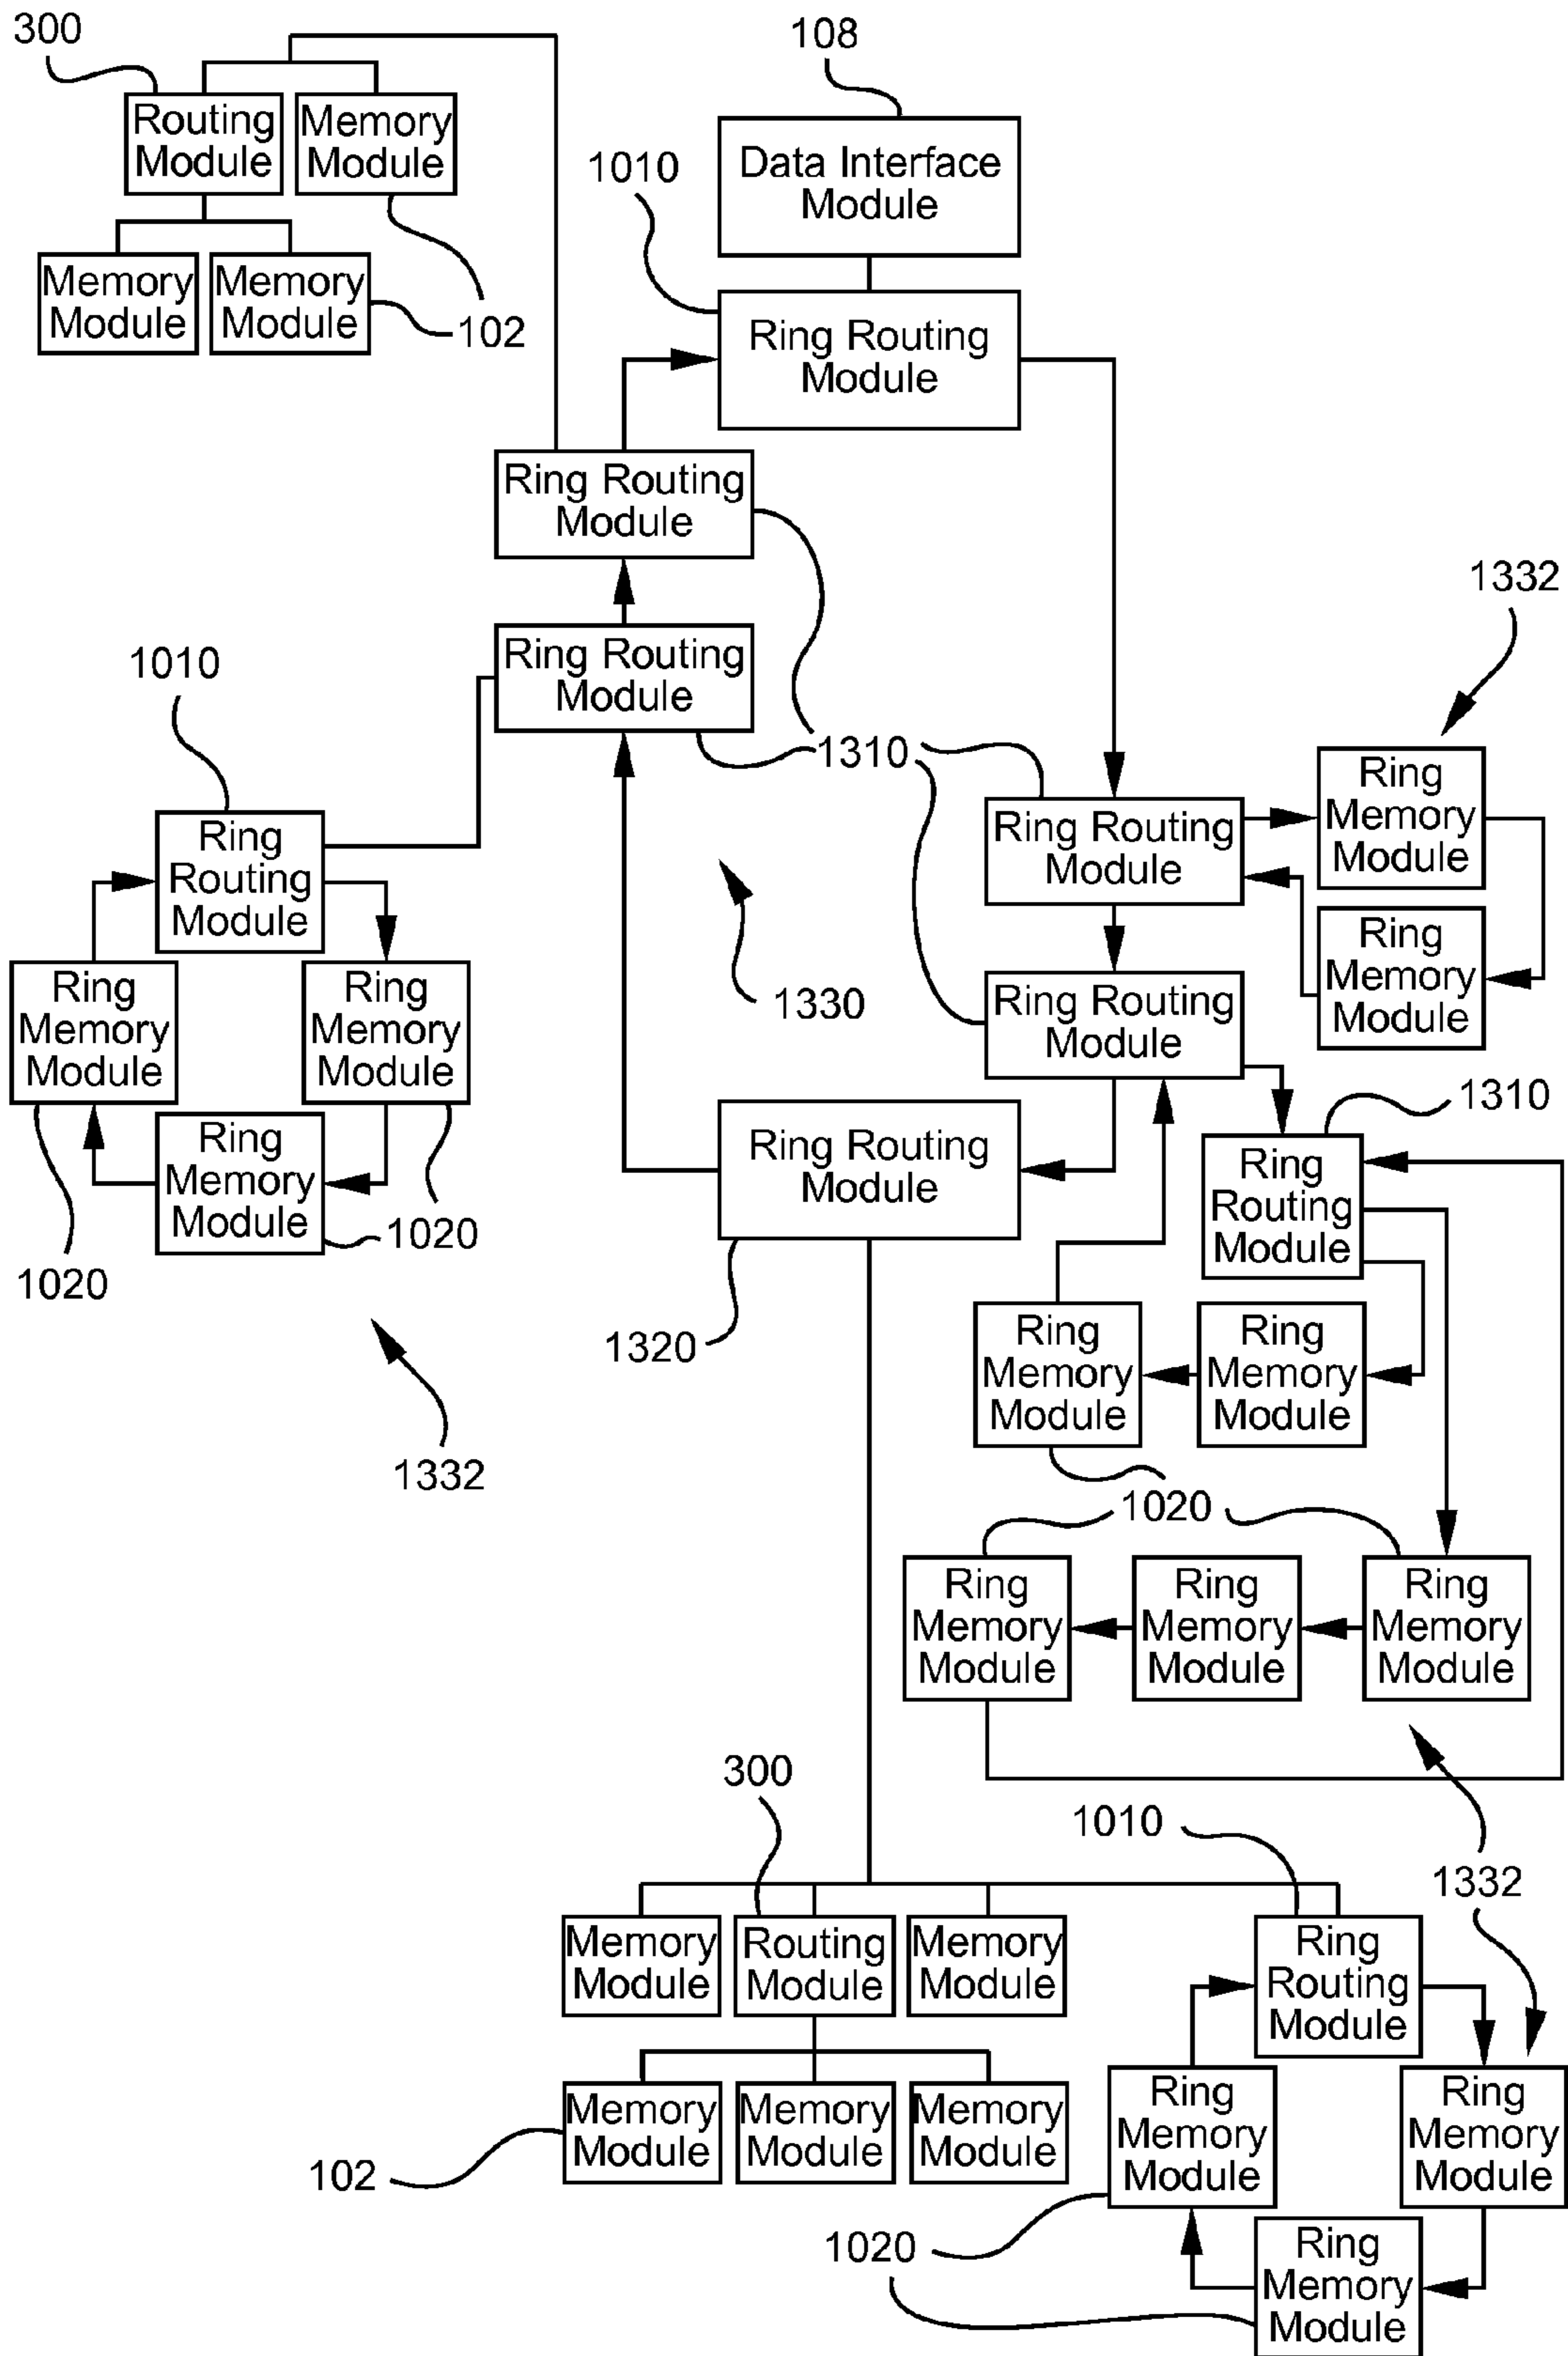 300
108
Routing
Module
Memory
Module
1010
Data Interface
Module
Memory
Module
Memory
Module
102
Ring Routing
Module
Ring Routing
Module
1332
Ring Routing
Module
1010
1310
Ring
Memory
Module
Ring Routing
Module
Ring
Routing
Module
Ring
Memory
Module
1330
Ring Routing
Module
Ring
Memory
Module
Ring
Memory
Module
1310
Ring
Memory
Module
1020
1020
Ring Routing
Module
Ring
Routing
Module
1320
Ring
Memory
Module
Ring
Memory
Module
1332
1020
Ring
Memory
Module
Ring
Memory
Module
Ring
Memory
Module
300
1010
1332
Memory
Module
Routing
Module
Memory
Module
Ring
Routing
Module
Memory
Module
Memory
Module
Memory
Module
102
Ring
Memory
Module
Ring
Memory
Module
1020
Ring
Memory
Module